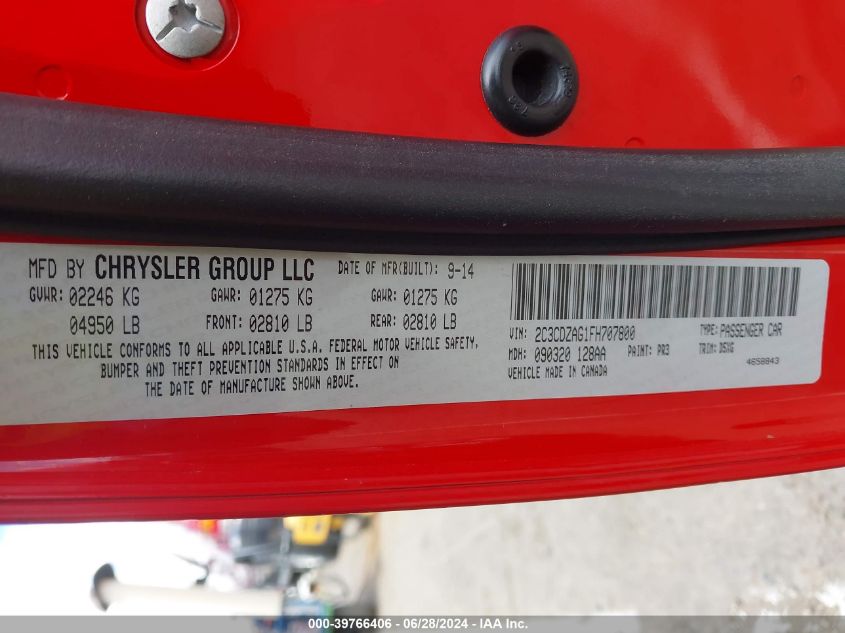 MFD BY CHRYSLER GROUP LLC DATE OF MFR(BUILT): 9-14
GVWR: 02246 KG GAWR: 01275 KG GAWR: 01275 KG
04950 LB FRONT: 02810 LB REAR: 02810 LB
THIS VEHICLE CONFORMS TO ALL APPLICABLE U.S.A. FEDERAL MOTOR VEHICLE SAFETY,
BUMPER AND THEFT PREVENTION STANDARDS IN EFFECT ON
THE DATE OF MANUFACTURE SHOWN ABOVE.
VIN: 2C3CDZAG1FH707800 TYPE: PASSENGER CAR
MDH: 090320 128AA PAINT: PR3 TRIM: D5XG
VEHICLE MADE IN CANADA 4658843
000-39766406 - 06/28/2024 - IAA Inc.